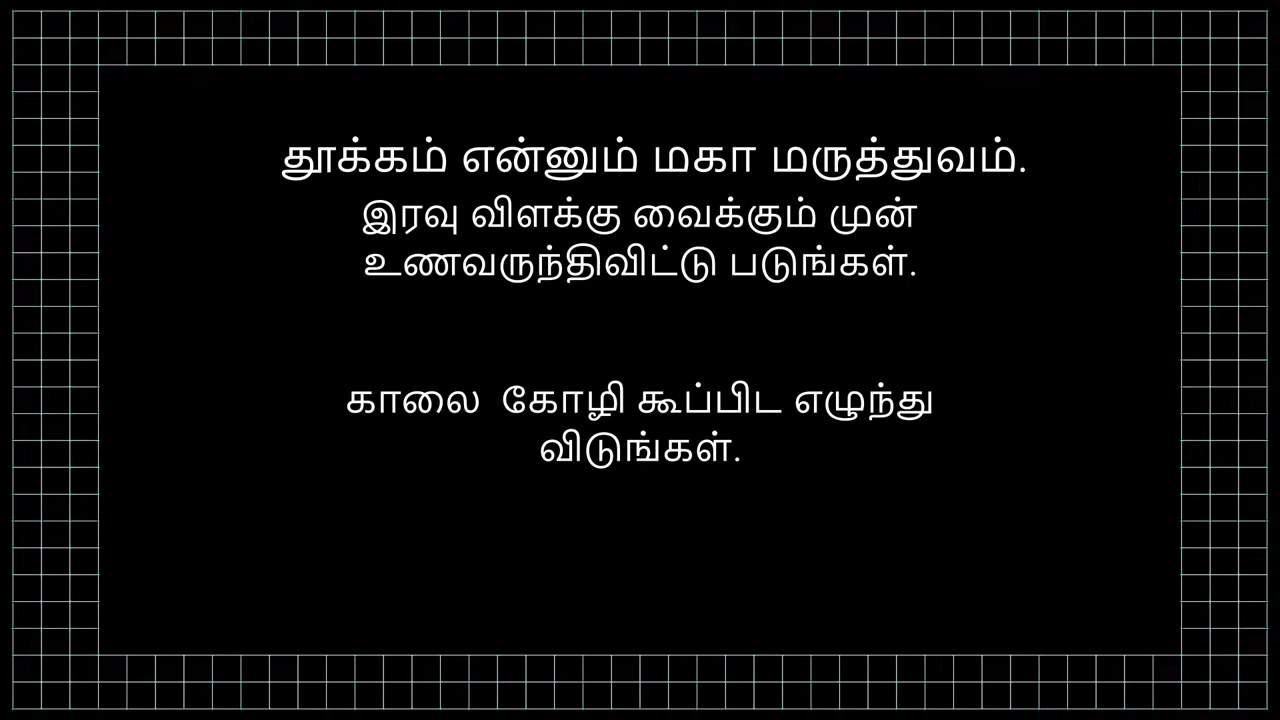 தூக்கம் என்னும் மகா மருத்துவம்.
இரவு விளக்கு வைக்கும் முன்
உணவருந்திவிட்டு படுங்கள்.
காலை கோழி கூப்பிட எழுந்து
விடுங்கள்.